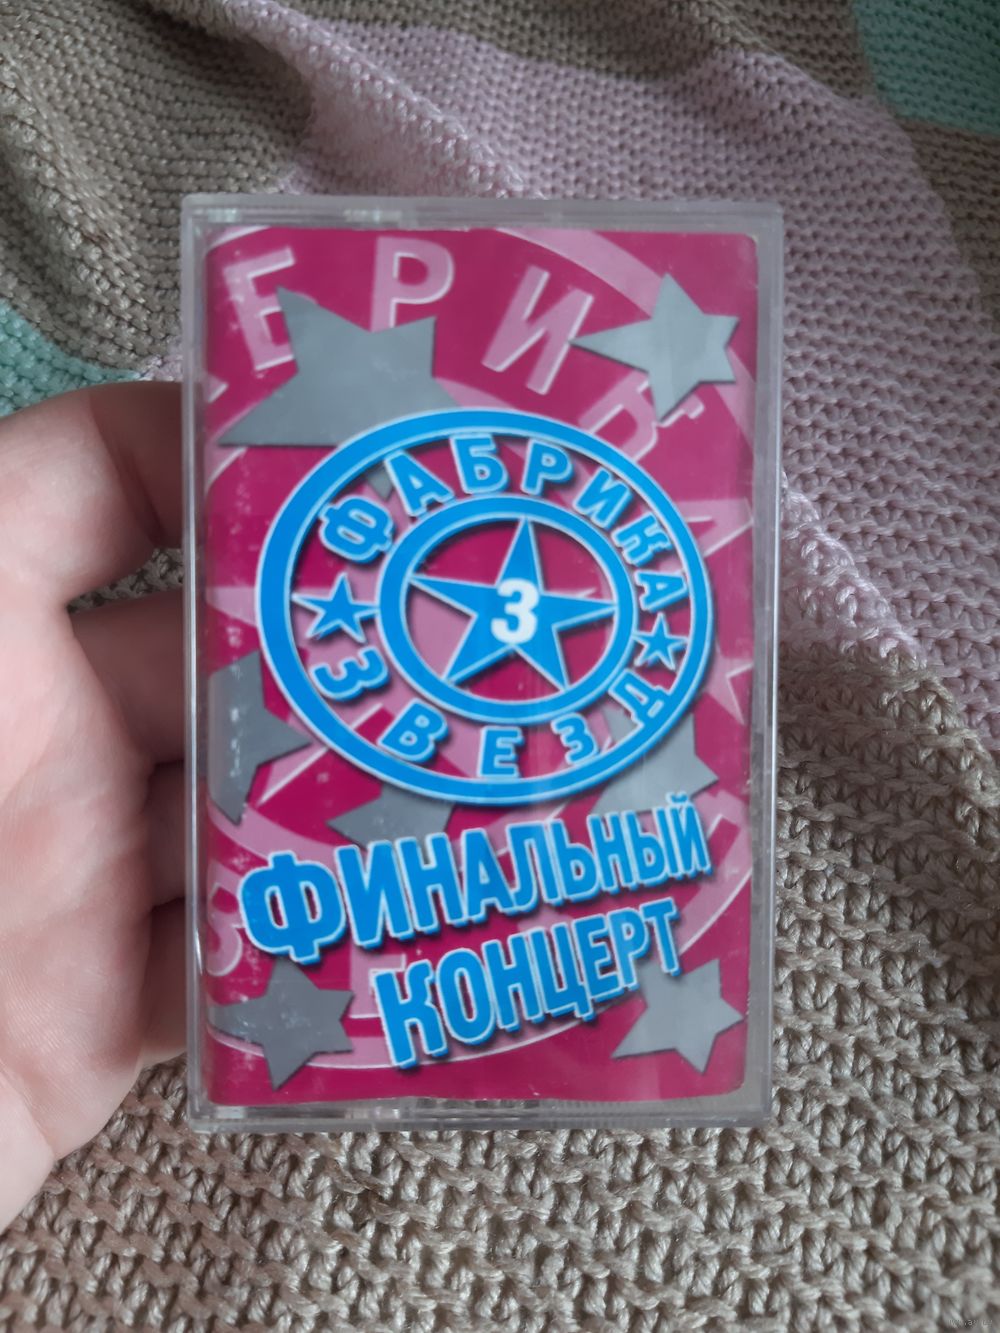 ФАБРИКА
ЗВЕЗД
3
ФИНАЛЬНЫЙ
КОНЦЕРТ